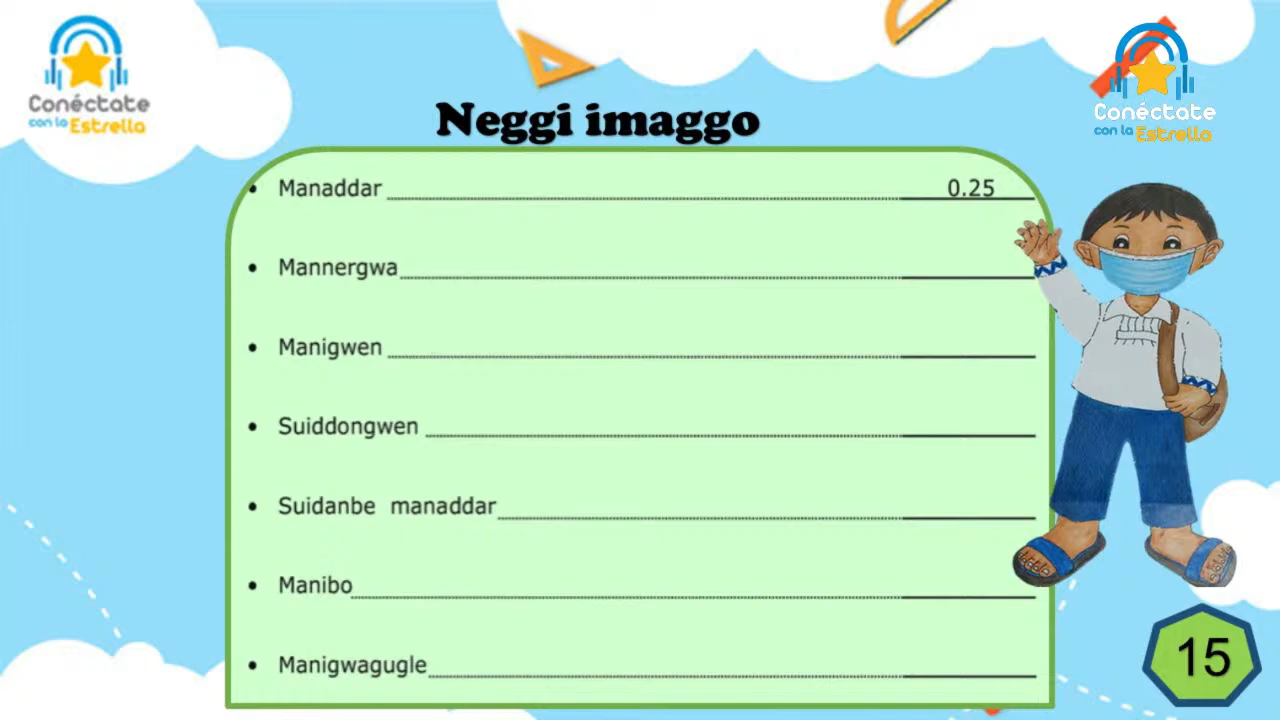 Conéctate
con la Estrella
Conéctate
con la Estrella
Neggi imaggo
• Manaddar 0.25
• Mannergwa
• Manigwen
• Suiddongwen
• Suidanbe manaddar
• Manibo
• Manigwagugle
15